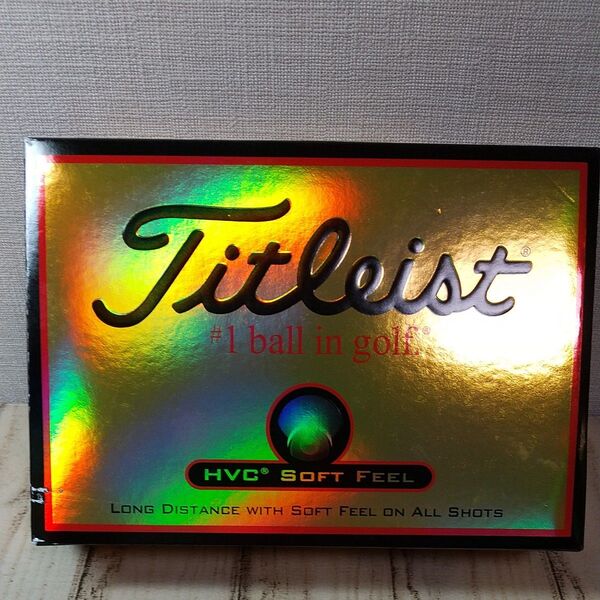 Titleist®
#1 ball in golf.®
HVC® SOFT FEEL
LONG DISTANCE WITH SOFT FEEL ON ALL SHOTS